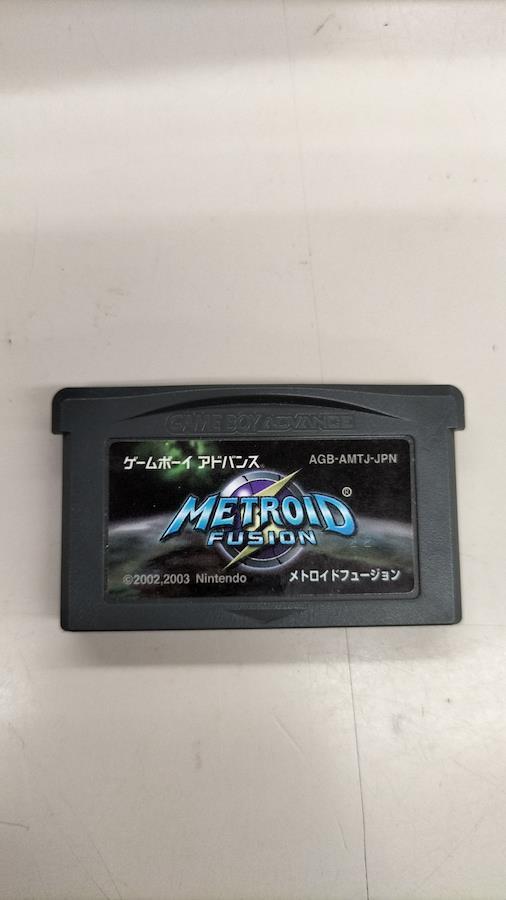 GAME BOY ADVANCE
ゲームボーイ アドバンス
AGB-AMTJ-JPN
METROID®
FUSION
©2002,2003 Nintendo
メトロイドフュージョン